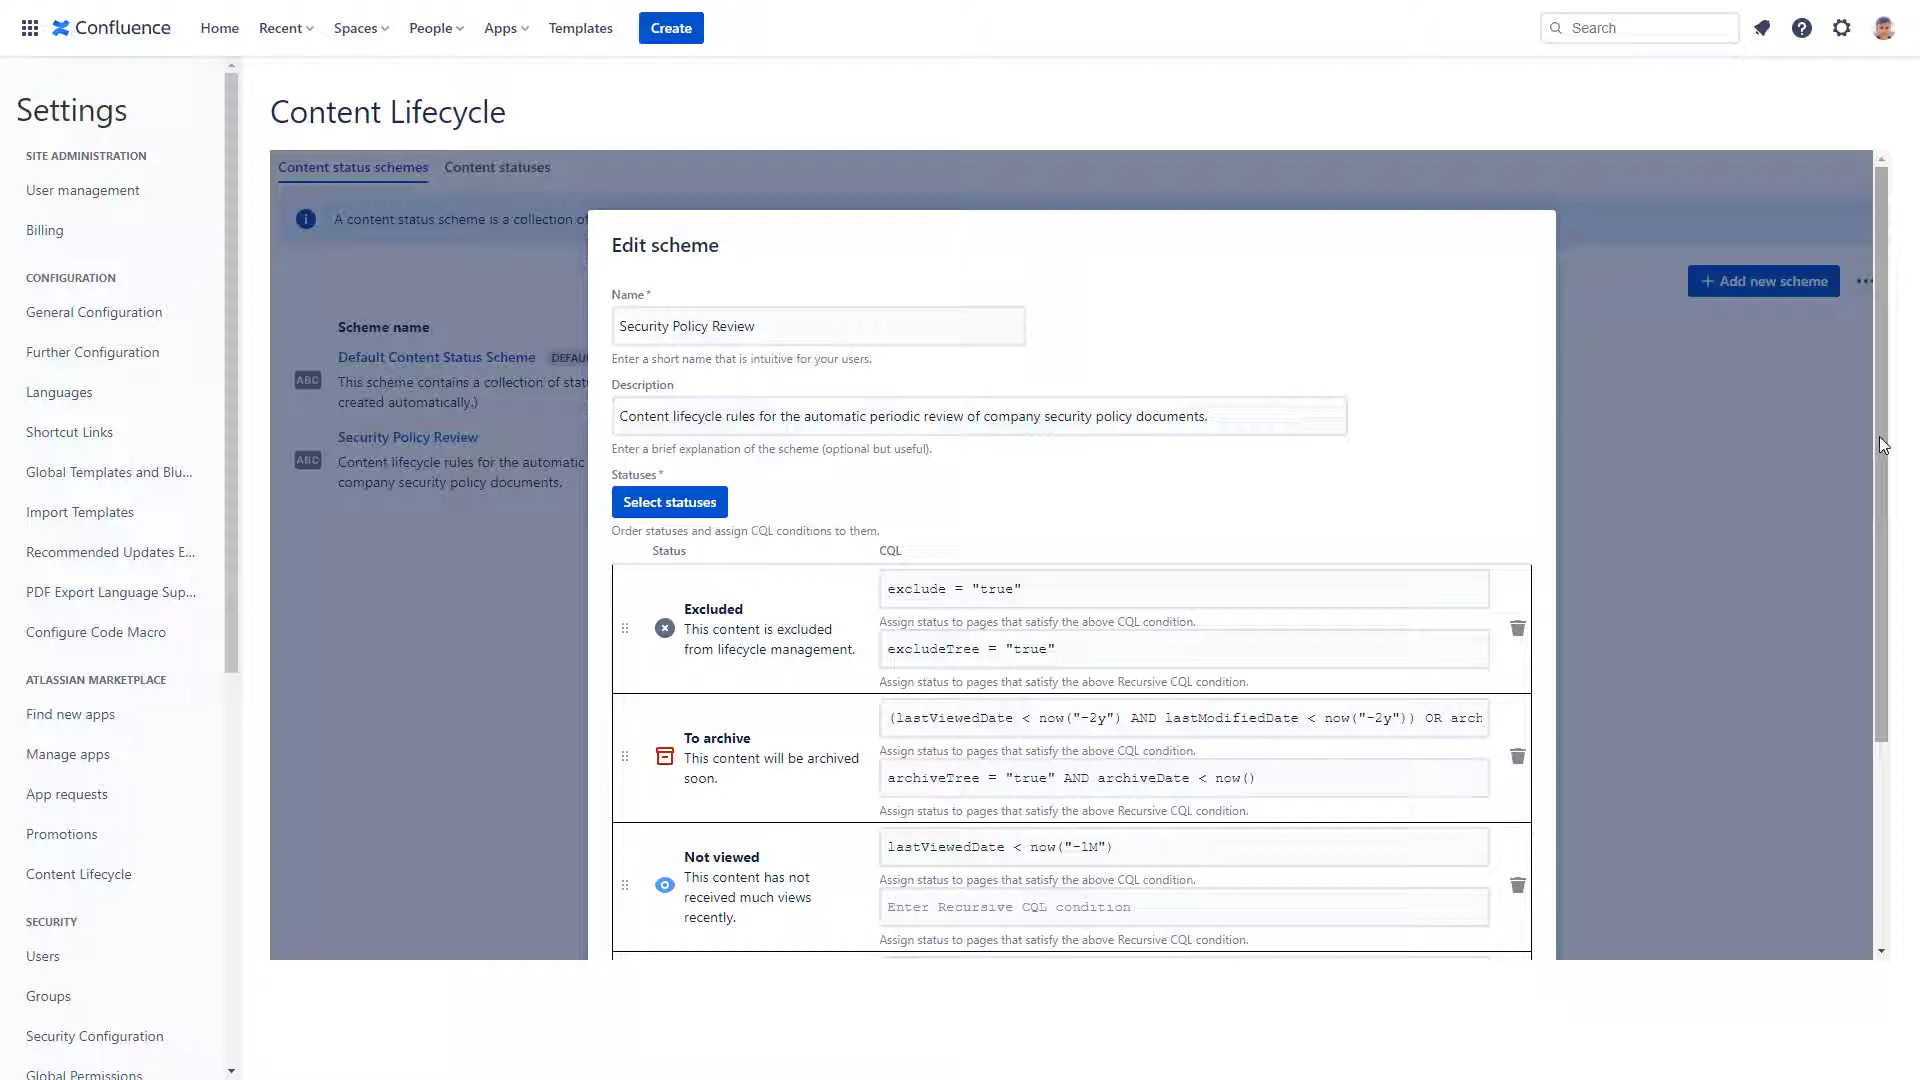 Confluence
Home
Recent
Spaces
People
Apps
Templates
Create
Search
Settings
SITE ADMINISTRATION
User management
Billing
CONFIGURATION
General Configuration
Further Configuration
Languages
Shortcut Links
Global Templates and Blu...
Import Templates
Recommended Updates E...
PDF Export Language Sup...
Configure Code Macro
ATLASSIAN MARKETPLACE
Find new apps
Manage apps
App requests
Promotions
Content Lifecycle
SECURITY
Users
Groups
Security Configuration
Global Permissions
Content Lifecycle
Content status schemes
Content statuses
A content status scheme is a collection of
+ Add new scheme
Scheme name
Default Content Status Scheme
ABC
This scheme contains a collection of
created automatically.)
Security Policy Review
ABC
Content lifecycle rules for the automatic
company security policy documents.
Edit scheme
Name *
Security Policy Review
Enter a short name that is intuitive for your users.
Description
Content lifecycle rules for the automatic periodic review of company security policy documents.
Enter a brief explanation of the scheme (optional but useful).
Statuses *
Select statuses
Order statuses and assign CQL conditions to them.
Status
CQL
Excluded
This content is excluded
from lifecycle management.
exclude = "true"
Assign status to pages that satisfy the above CQL condition.
excludeTree = "true"
Assign status to pages that satisfy the above Recursive CQL condition.
To archive
This content will be archived
soon.
(lastViewedDate < now("-2y") AND lastModifiedDate < now("-2y")) OR arch
Assign status to pages that satisfy the above CQL condition.
archiveTree = "true" AND archiveDate < now()
Assign status to pages that satisfy the above Recursive CQL condition.
Not viewed
This content has not
received much views
recently.
lastViewedDate < now("-1M")
Assign status to pages that satisfy the above CQL condition.
Enter Recursive CQL condition
Assign status to pages that satisfy the above Recursive CQL condition.